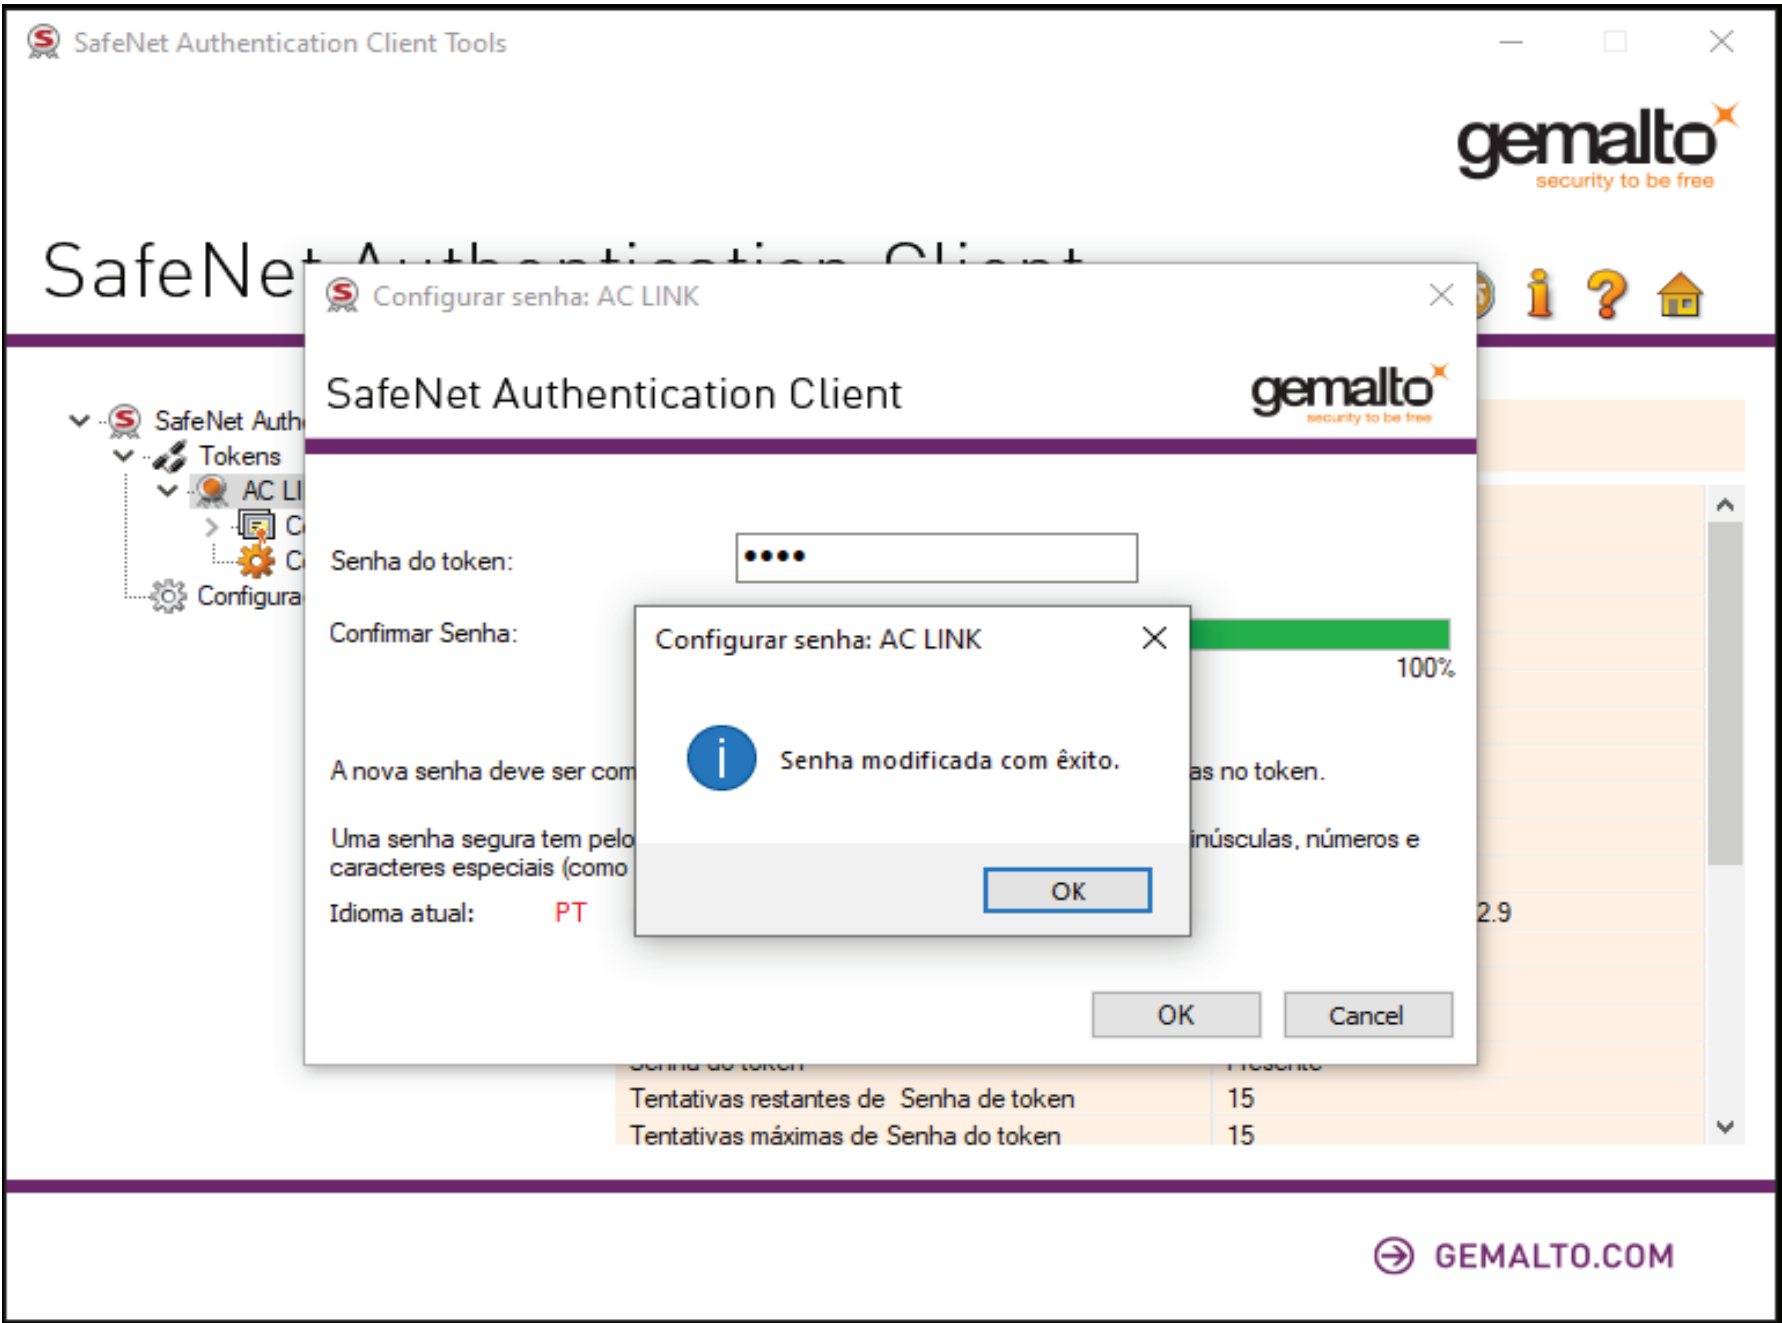 SafeNet Authentication Client Tools
gemalto
security to be free
SafeNet Authentication Client
Configurar senha: AC LINK
SafeNet Authentication Client
gemalto
security to be free
SafeNet Auth
Tokens
AC LI
Configura
Senha do token:
••••
Confirmar Senha:
100%
Configurar senha: AC LINK
Senha modificada com êxito.
OK
A nova senha deve ser com
as no token.
Uma senha segura tem pelo
inúsculas, números e
caracteres especiais (como
Idioma atual: PT
2.9
OK
Cancel
Senha do token Presente
Tentativas restantes de Senha de token 15
Tentativas máximas de Senha do token 15
GEMALTO.COM